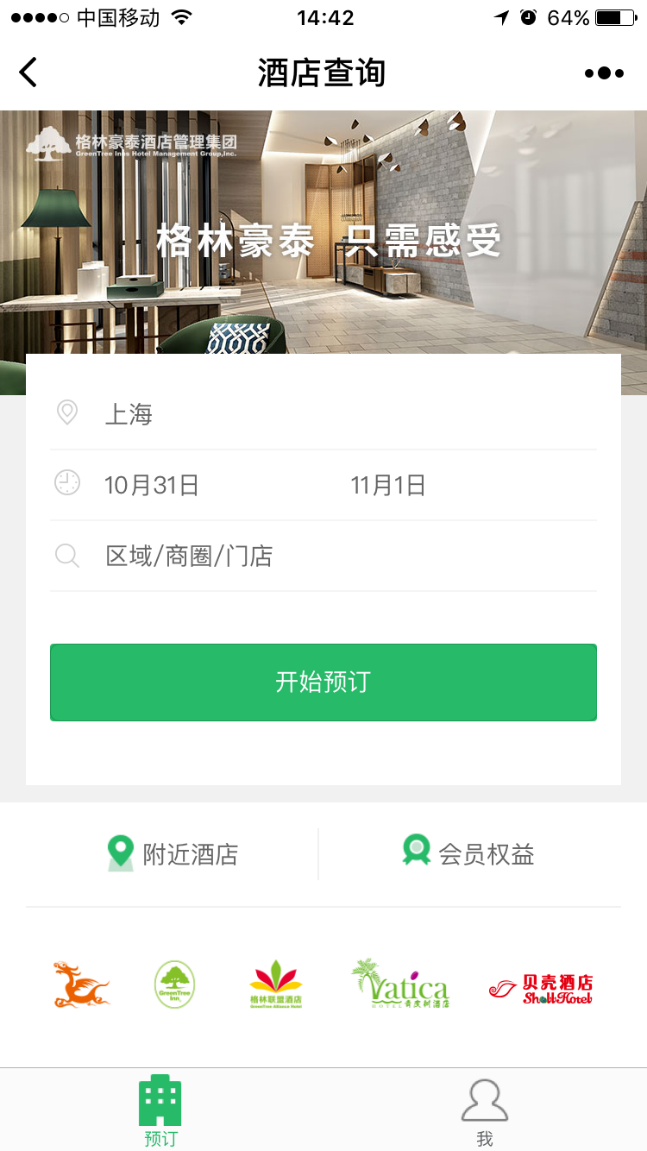 中国移动
14:42
64%
酒店查询
格林豪泰酒店管理集团
GreenTree Inns Hotel Management Group,Inc.
格林豪泰 只需感受
上海
10月31日 11月1日
区域/商圈/门店
开始预订
附近酒店 会员权益
GreenTree
Inn
格林联盟酒店
GreenTree Alliance Hotel
Vatica
HOTEL 青皮树酒店
贝壳酒店
Shell Hotel
预订 我